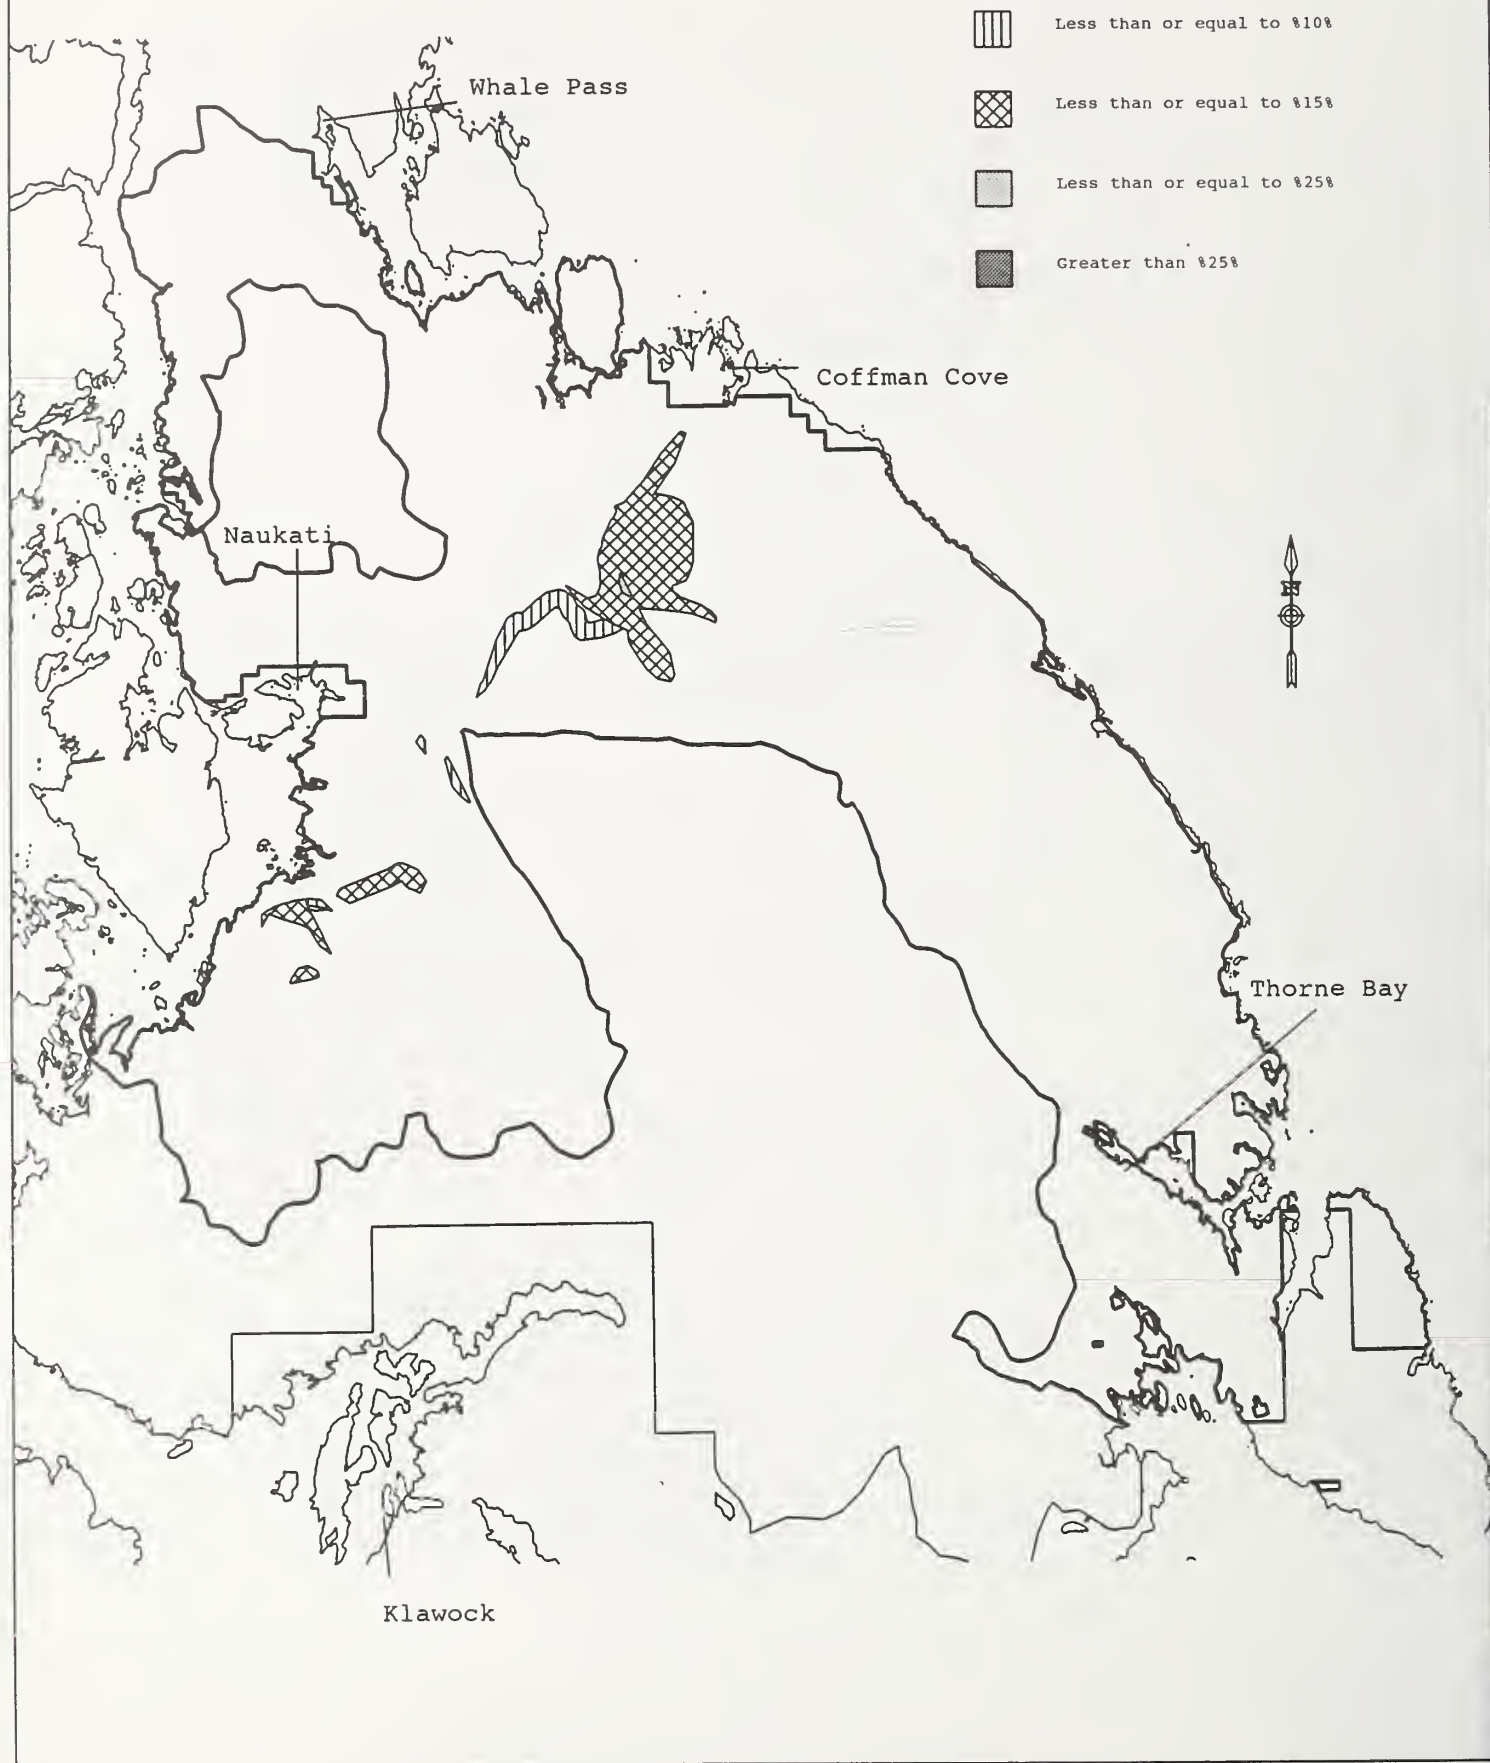 Less than or equal to %10%
Whale Pass
Less than or equal to %15%
Less than or equal to %25%
Greater than %25%
Coffman Cove
Naukati
N
Thorne Bay
Klawock